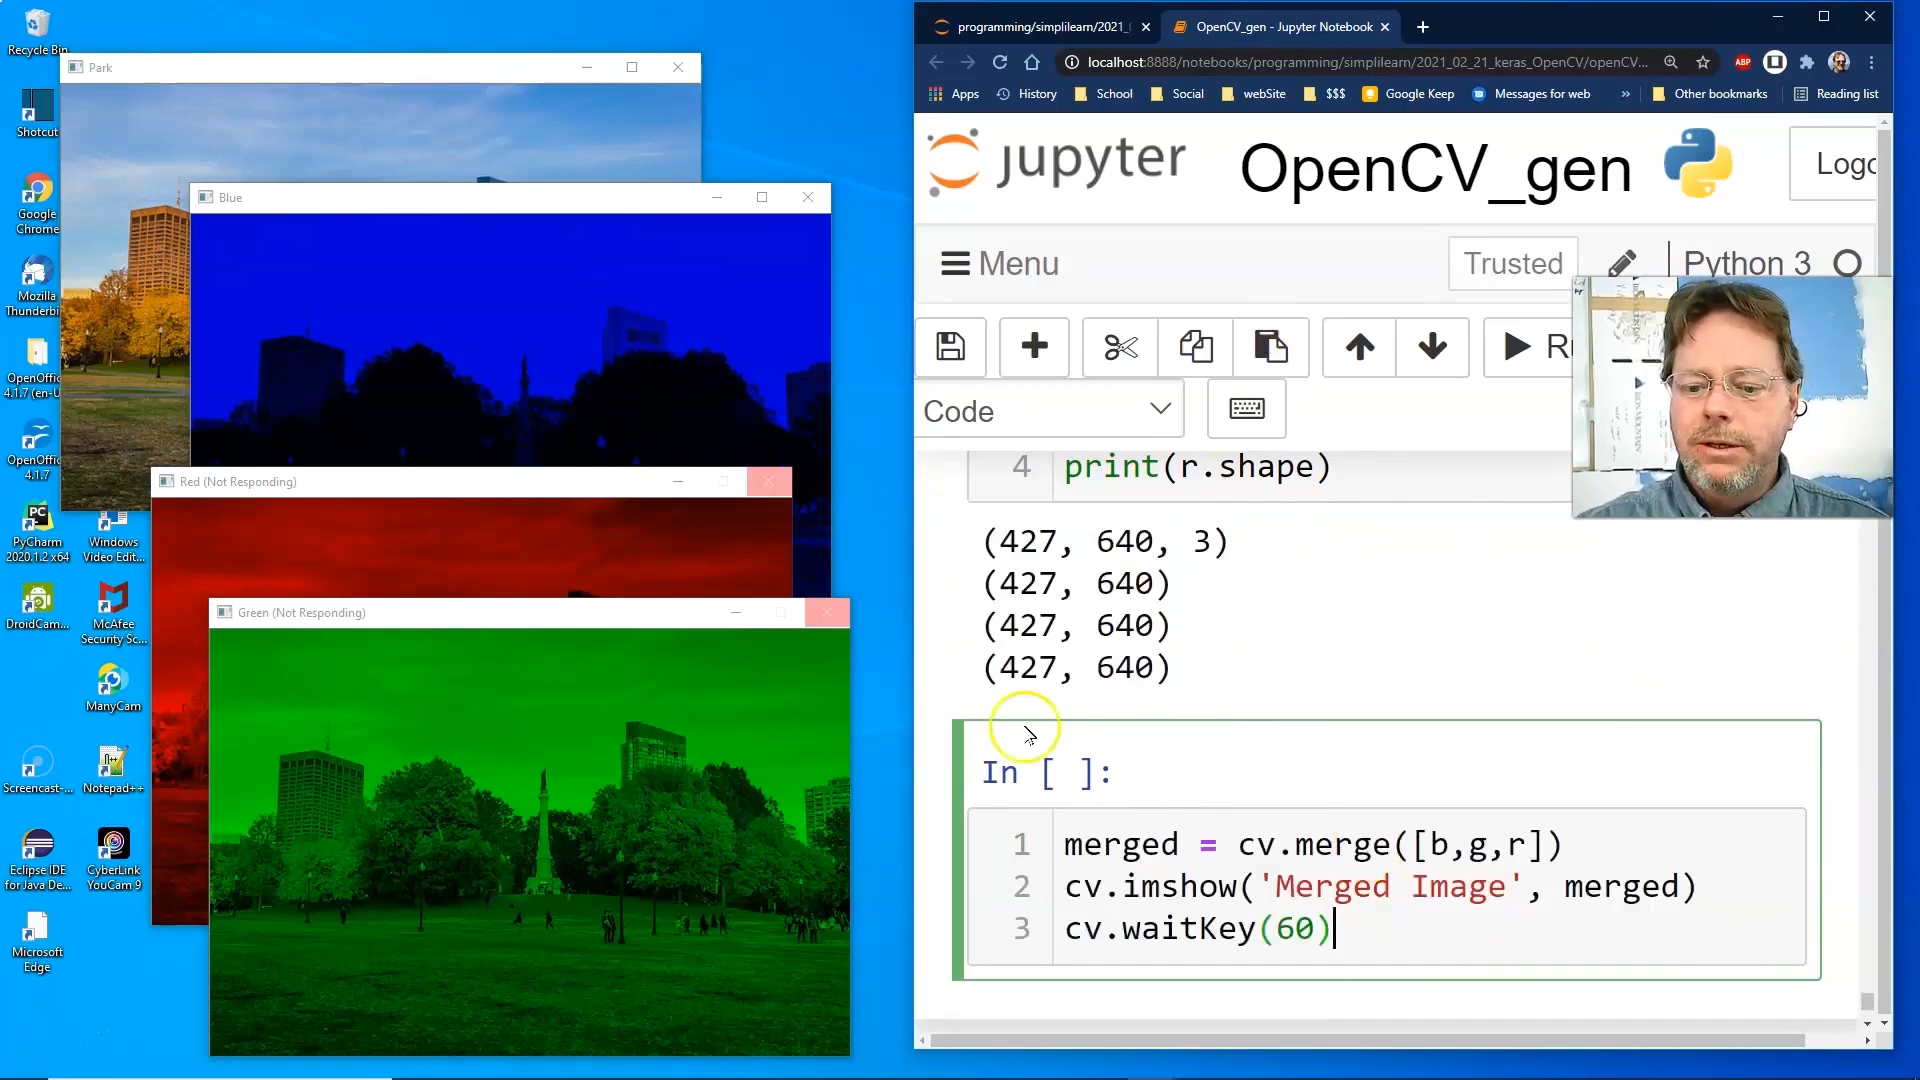 Recycle Bin
Shotcut
Google
Chrome
Mozilla
Thunderbi
OpenOffic
4.1.7 (en-U
OpenOffic
4.1.7
PyCharm
2020.1.2 x64
Windows
Video Edit...
DroidCam...
McAfee
Security Sc...
ManyCam
Screencast-...
Notepad++
Eclipse IDE
for Java De...
CyberLink
YouCam 9
Microsoft
Edge
Park
Blue
Red (Not Responding)
Green (Not Responding)
programming/simplilearn/2021_
OpenCV_gen - Jupyter Notebook
localhost:8888/notebooks/programming/simplilearn/2021_02_21_keras_OpenCV/openCV...
ABP
Apps History School Social webSite $$$ Google Keep Messages for web » Other bookmarks Reading list
jupyter OpenCV_gen Logo
Menu Trusted Python 3
R
Code
4 print(r.shape)
(427, 640, 3)
(427, 640)
(427, 640)
(427, 640)
In [ ]:
1 merged = cv.merge([b,g,r])
2 cv.imshow('Merged Image', merged)
3 cv.waitKey(60)